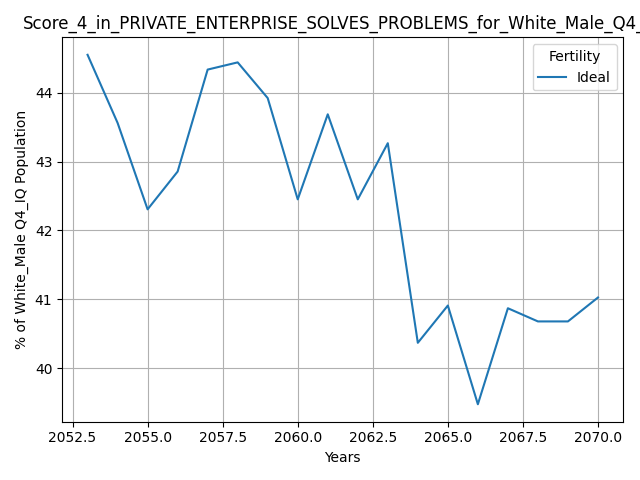 Score_4_in_PRIVATE_ENTERPRISE_SOLVES_PROBLEMS_for_White_Male_Q4_
Fertility
Ideal
44
43
42
41
40
% of White_Male Q4_IQ Population
2052.5 2055.0 2057.5 2060.0 2062.5 2065.0 2067.5 2070.0
Years